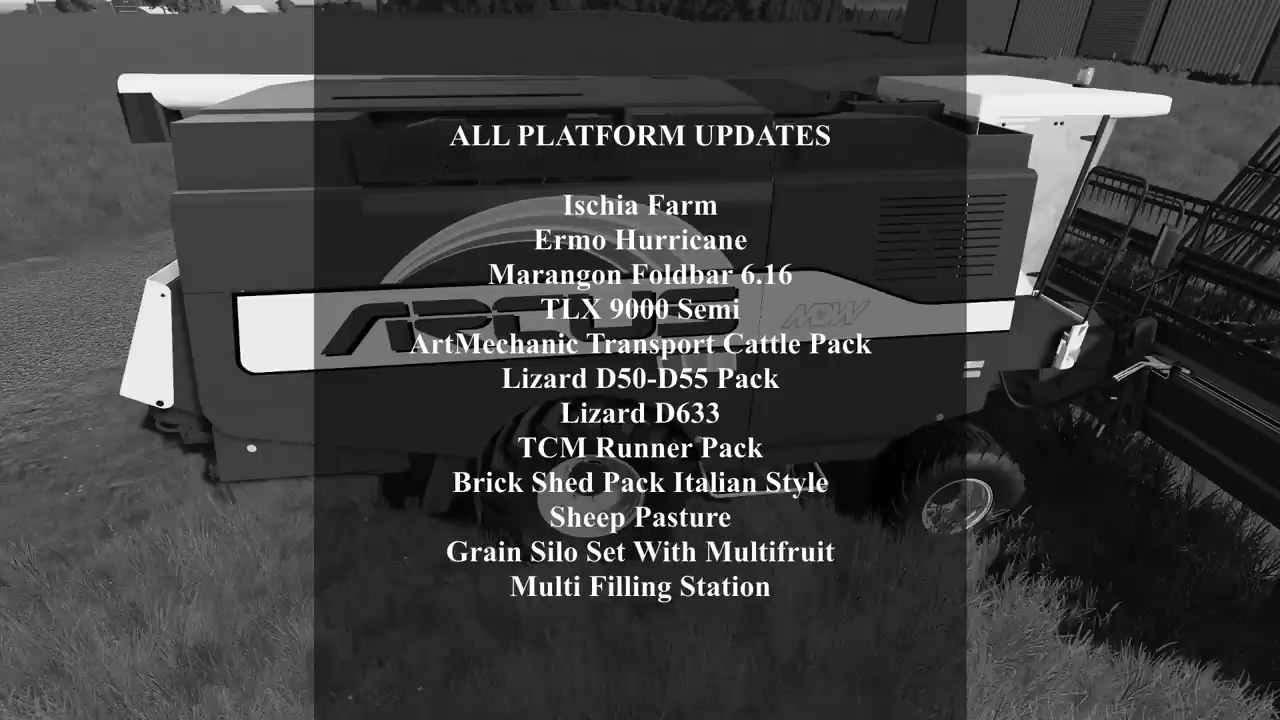 ALL PLATFORM UPDATES
Ischia Farm
Ermo Hurricane
Marangon Foldbar 6.16
TLX 9000 Semi
ArtMechanic Transport Cattle Pack
Lizard D50-D55 Pack
Lizard D633
TCM Runner Pack
Brick Shed Pack Italian Style
Sheep Pasture
Grain Silo Set With Multifruit
Multi Filling Station